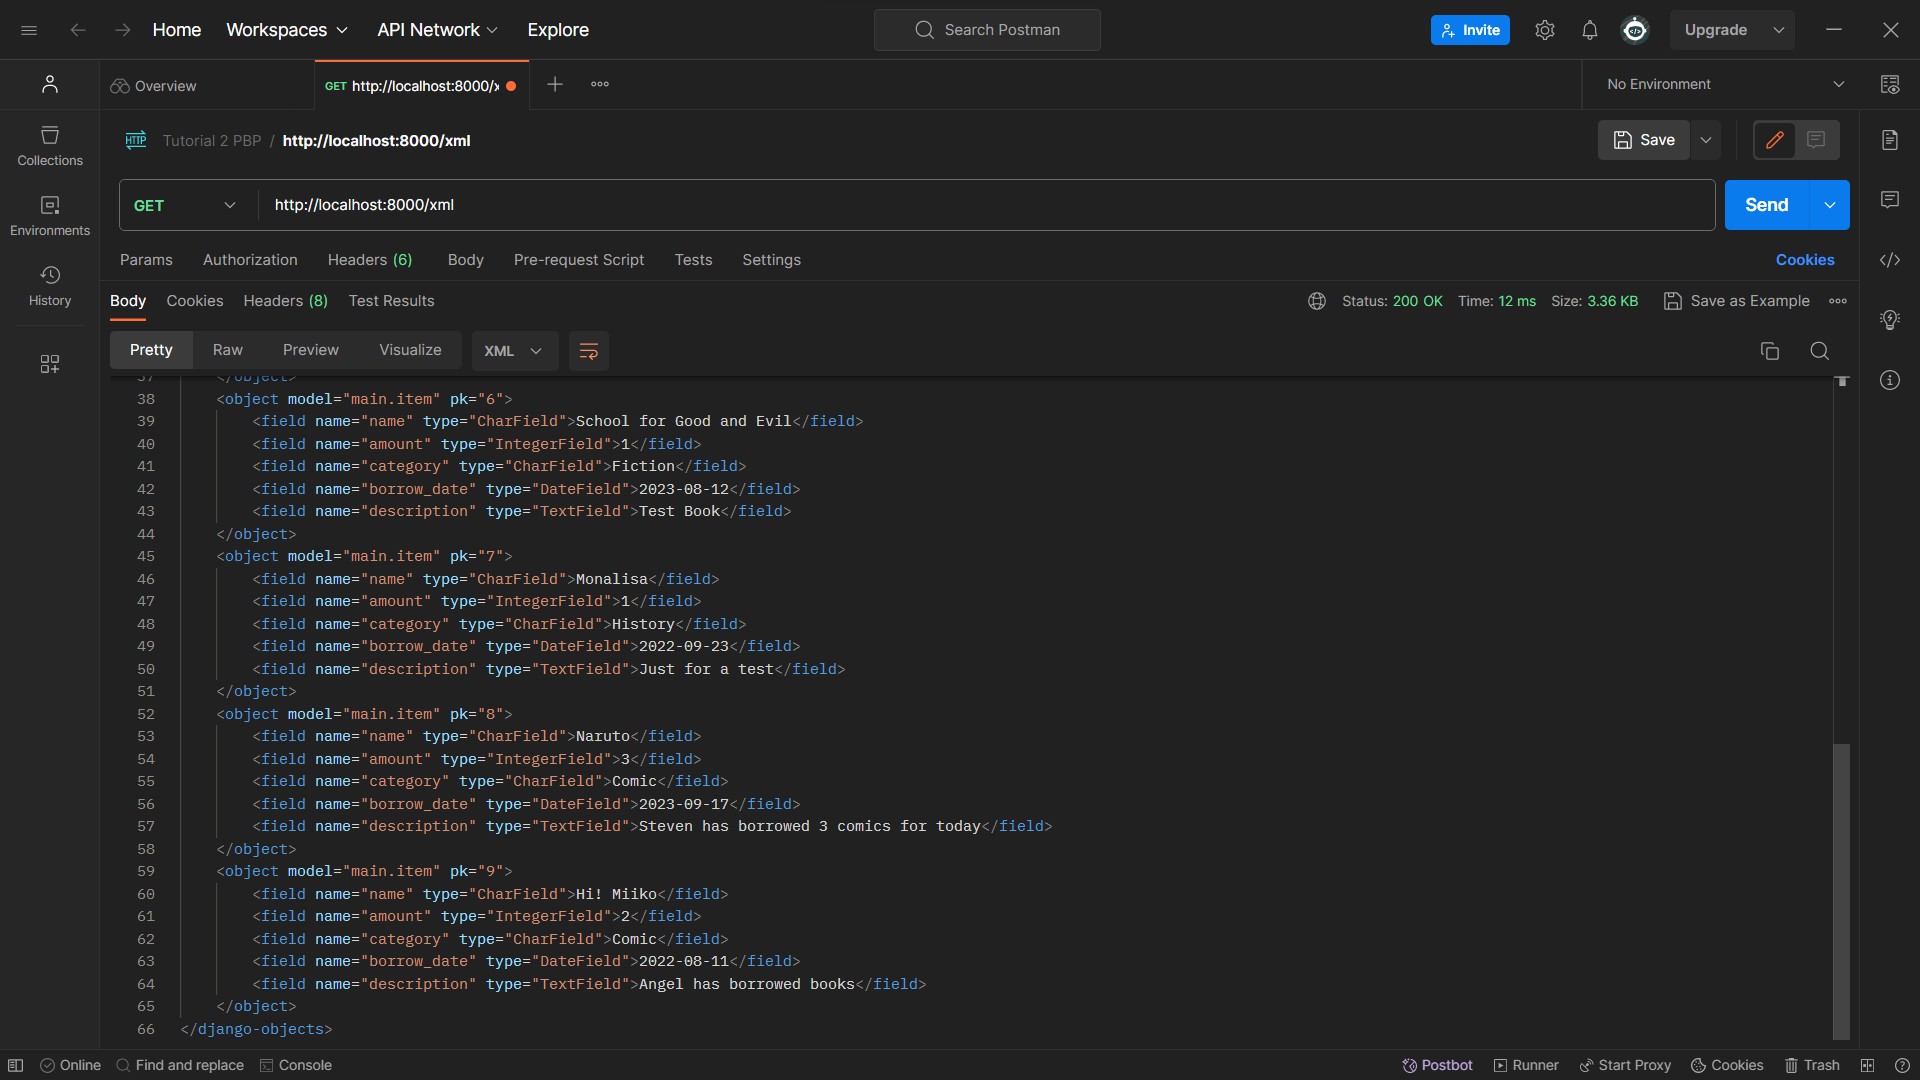 Home Workspaces API Network Explore Search Postman Invite Upgrade
Overview GET http://localhost:8000/x No Environment
HTTP Tutorial 2 PBP / http://localhost:8000/xml Save
Collections
Environments
History
GET http://localhost:8000/xml Send
Params Authorization Headers (6) Body Pre-request Script Tests Settings Cookies
Body Cookies Headers (8) Test Results Status: 200 OK Time: 12 ms Size: 3.36 KB Save as Example
Pretty Raw Preview Visualize XML
37 </object>
38 <object model="main.item" pk="6">
39 <field name="name" type="CharField">School for Good and Evil</field>
40 <field name="amount" type="IntegerField">1</field>
41 <field name="category" type="CharField">Fiction</field>
42 <field name="borrow_date" type="DateField">2023-08-12</field>
43 <field name="description" type="TextField">Test Book</field>
44 </object>
45 <object model="main.item" pk="7">
46 <field name="name" type="CharField">Monalisa</field>
47 <field name="amount" type="IntegerField">1</field>
48 <field name="category" type="CharField">History</field>
49 <field name="borrow_date" type="DateField">2022-09-23</field>
50 <field name="description" type="TextField">Just for a test</field>
51 </object>
52 <object model="main.item" pk="8">
53 <field name="name" type="CharField">Naruto</field>
54 <field name="amount" type="IntegerField">3</field>
55 <field name="category" type="CharField">Comic</field>
56 <field name="borrow_date" type="DateField">2023-09-17</field>
57 <field name="description" type="TextField">Steven has borrowed 3 comics for today</field>
58 </object>
59 <object model="main.item" pk="9">
60 <field name="name" type="CharField">Hi! Miiko</field>
61 <field name="amount" type="IntegerField">2</field>
62 <field name="category" type="CharField">Comic</field>
63 <field name="borrow_date" type="DateField">2022-08-11</field>
64 <field name="description" type="TextField">Angel has borrowed books</field>
65 </object>
66 </django-objects>
Online Find and replace Console Postbot Runner Start Proxy Cookies Trash